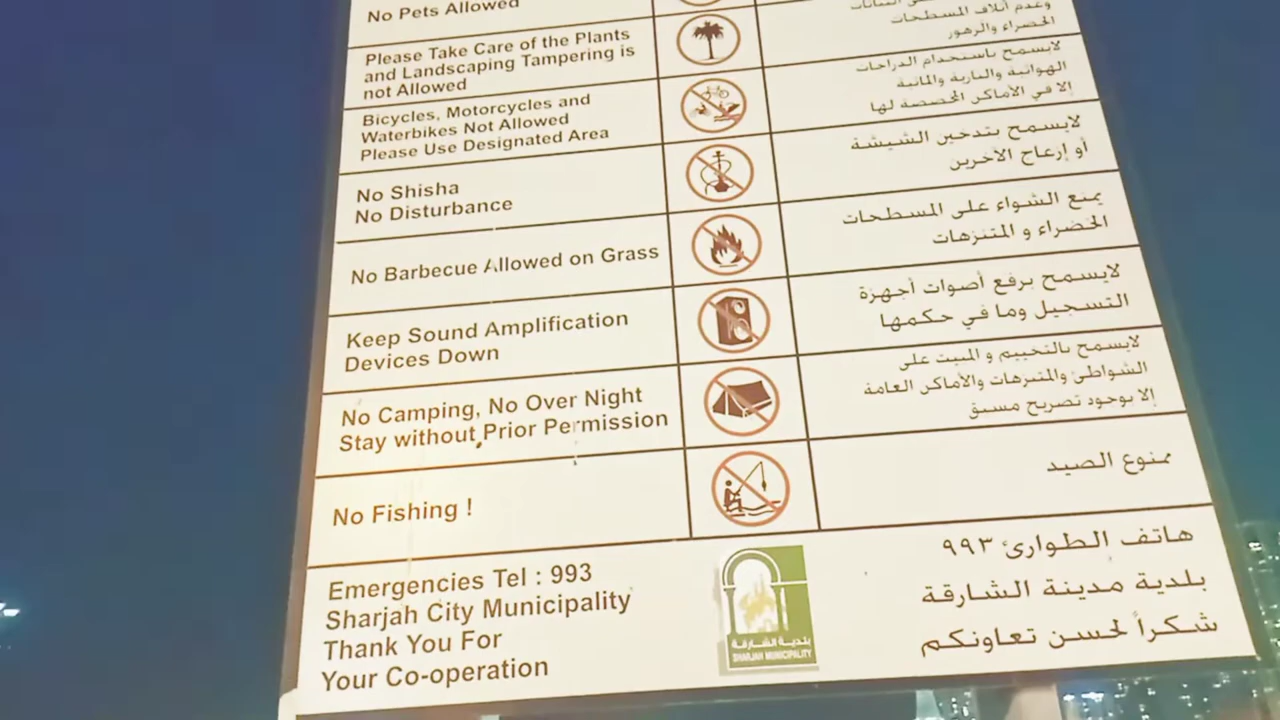 No Pets Allowed
Please Take Care of the Plants
and Landscaping Tampering is
not Allowed
وعدم أتلاف المسطحات
الخضراء والزهور
Bicycles, Motorcycles and
Waterbikes Not Allowed
Please Use Designated Area
لايسمح باستخدام الدراجات
الهوائية والنارية والمائية
إلا في الأماكن المخصصة لها
No Shisha
No Disturbance
لايسمح بتدخين الشيشة
أو إزعاج الآخرين
No Barbecue Allowed on Grass
يمنع الشواء على المسطحات
الخضراء و المتنزهات
Keep Sound Amplification
Devices Down
لايسمح برفع أصوات أجهزة
التسجيل وما في حكمها
No Camping, No Over Night
Stay without Prior Permission
لايسمح بالتخييم و المبيت على
الشواطئ والمتنزهات والأماكن العامة
إلا بوجود تصريح مسبق
No Fishing !
ممنوع الصيد
Emergencies Tel : 993
Sharjah City Municipality
Thank You For
Your Co-operation
بلدية الشارقة
SHARJAH MUNICIPALITY
هاتف الطوارئ ٩٩٣
بلدية مدينة الشارقة
شكراً لحسن تعاونكم